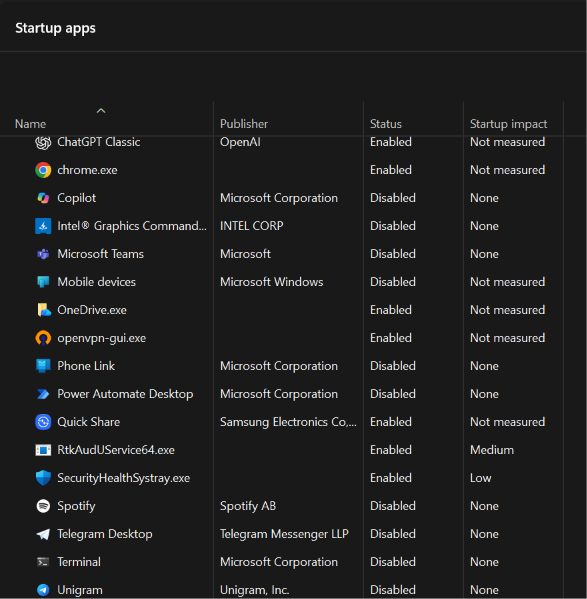 Startup apps
Name Publisher Status Startup impact
ChatGPT Classic OpenAI Enabled Not measured
chrome.exe Enabled Not measured
Copilot Microsoft Corporation Disabled None
Intel® Graphics Command... INTEL CORP Disabled None
Microsoft Teams Microsoft Disabled None
Mobile devices Microsoft Windows Disabled Not measured
OneDrive.exe Enabled Not measured
openvpn-gui.exe Enabled Not measured
Phone Link Microsoft Corporation Disabled None
Power Automate Desktop Microsoft Corporation Disabled None
Quick Share Samsung Electronics Co,... Enabled Not measured
RtkAudUService64.exe Enabled Medium
SecurityHealthSystray.exe Enabled Low
Spotify Spotify AB Disabled None
Telegram Desktop Telegram Messenger LLP Disabled None
Terminal Microsoft Corporation Disabled None
Unigram Unigram, Inc. Disabled None